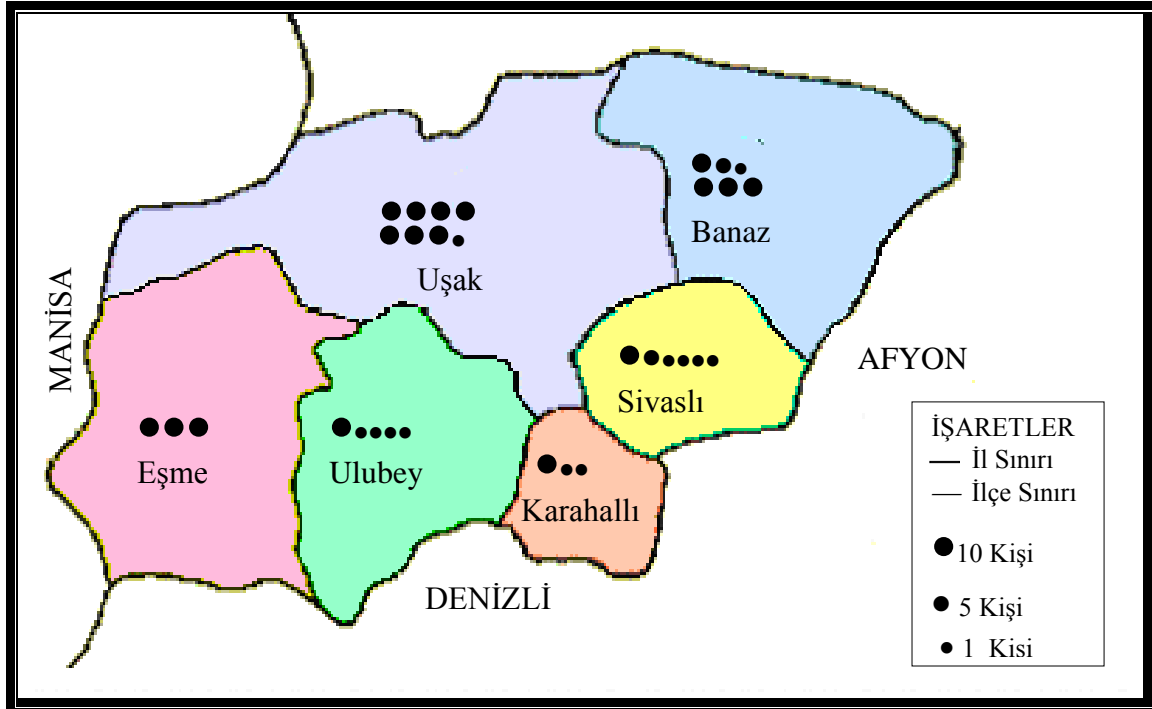 Banaz
Uşak
MANİSA
AFYON
Sivaslı
Eşme
Ulubey
Karahallı
DENİZLİ
İŞARETLER
İl Sınırı
İlçe Sınırı
10 Kişi
5 Kişi
1 Kisi